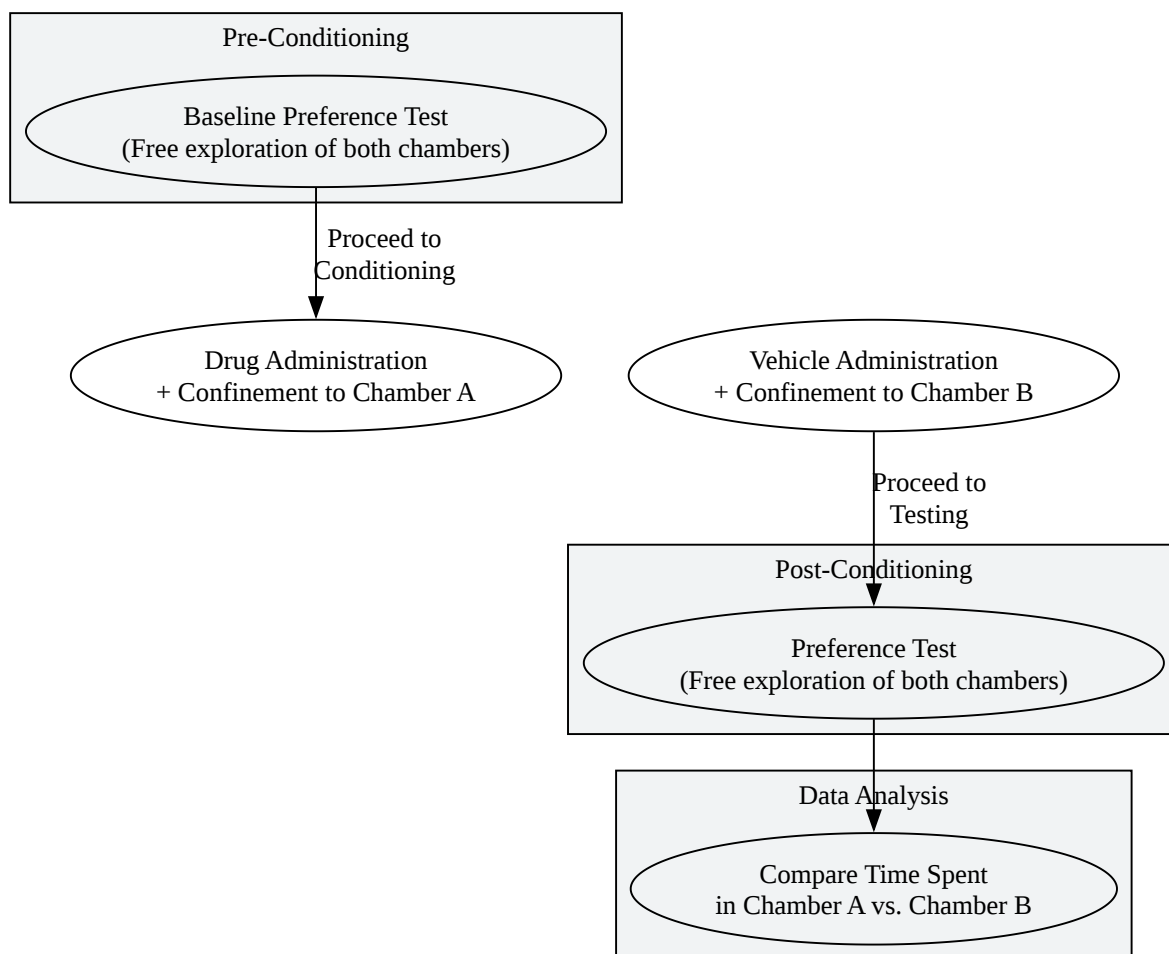 Pre-Conditioning
Baseline Preference Test
(Free exploration of both chambers)
Proceed to
Conditioning
Drug Administration
+ Confinement to Chamber A
Vehicle Administration
+ Confinement to Chamber B
Proceed to
Testing
Post-Conditioning
Preference Test
(Free exploration of both chambers)
Data Analysis
Compare Time Spent
in Chamber A vs. Chamber B